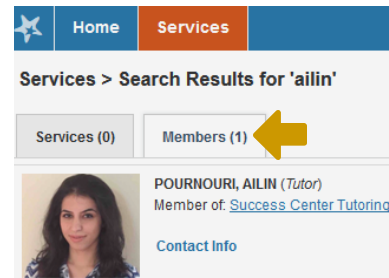 Home Services
Services > Search Results for 'ailin'
Services (0) Members (1)
POURNOURI, AILIN (Tutor)
Member of: Success Center Tutoring
Contact Info